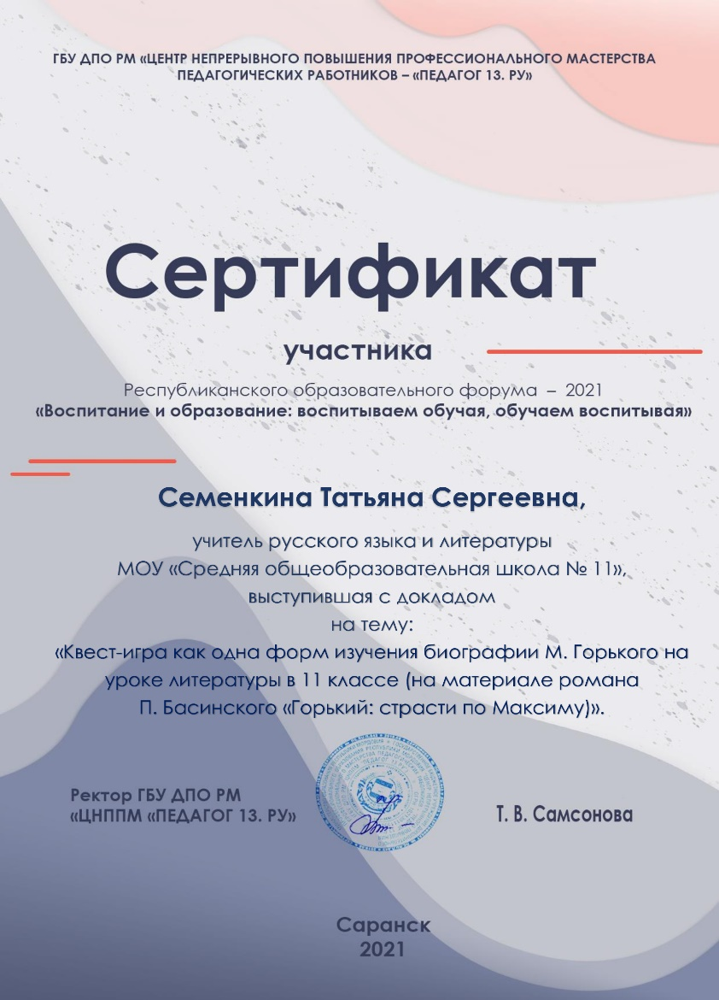 ГБУ ДПО РМ «ЦЕНТР НЕПРЕРЫВНОГО ПОВЫШЕНИЯ ПРОФЕССИОНАЛЬНОГО МАСТЕРСТВА
ПЕДАГОГИЧЕСКИХ РАБОТНИКОВ – «ПЕДАГОГ 13. РУ»
Сертификат
участника
Республиканского образовательного форума – 2021
«Воспитание и образование: воспитываем обучая, обучаем воспитывая»
Семенкина Татьяна Сергеевна,
учитель русского языка и литературы
МОУ «Средняя общеобразовательная школа № 11»,
выступившая с докладом
на тему:
«Квест-игра как одна форм изучения биографии М. Горького на
уроке литературы в 11 классе (на материале романа
П. Басинского «Горький: страсти по Максиму)».
Ректор ГБУ ДПО РМ
«ЦНППМ «ПЕДАГОГ 13. РУ»
Т. В. Самсонова
Саранск
2021